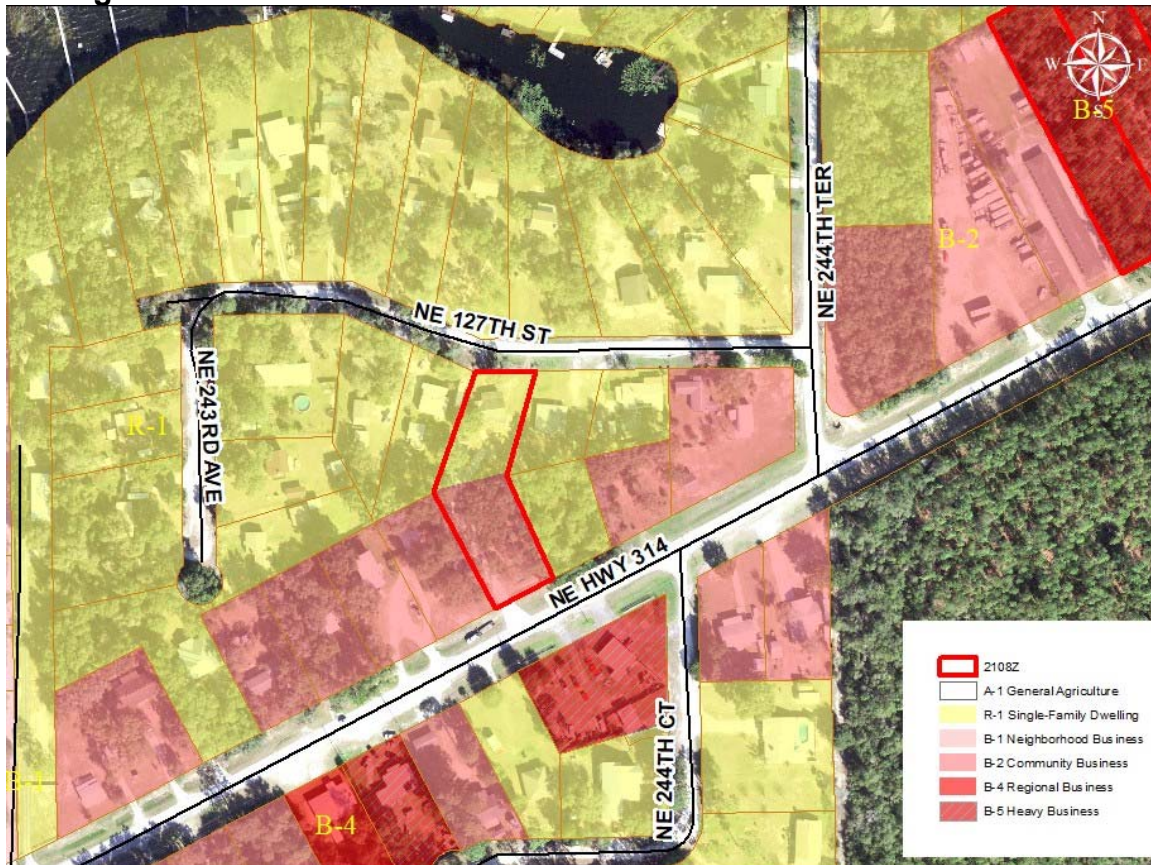 N
W E
S
B-5
B-2
NE 244TH TER
NE 127TH ST
NE 243RD AVE
R-1
NE HWY 314
NE 244TH CT
B-1
B-4
2108Z
A-1 General Agriculture
R-1 Single-Family Dwelling
B-1 Neighborhood Business
B-2 Community Business
B-4 Regional Business
B-5 Heavy Business